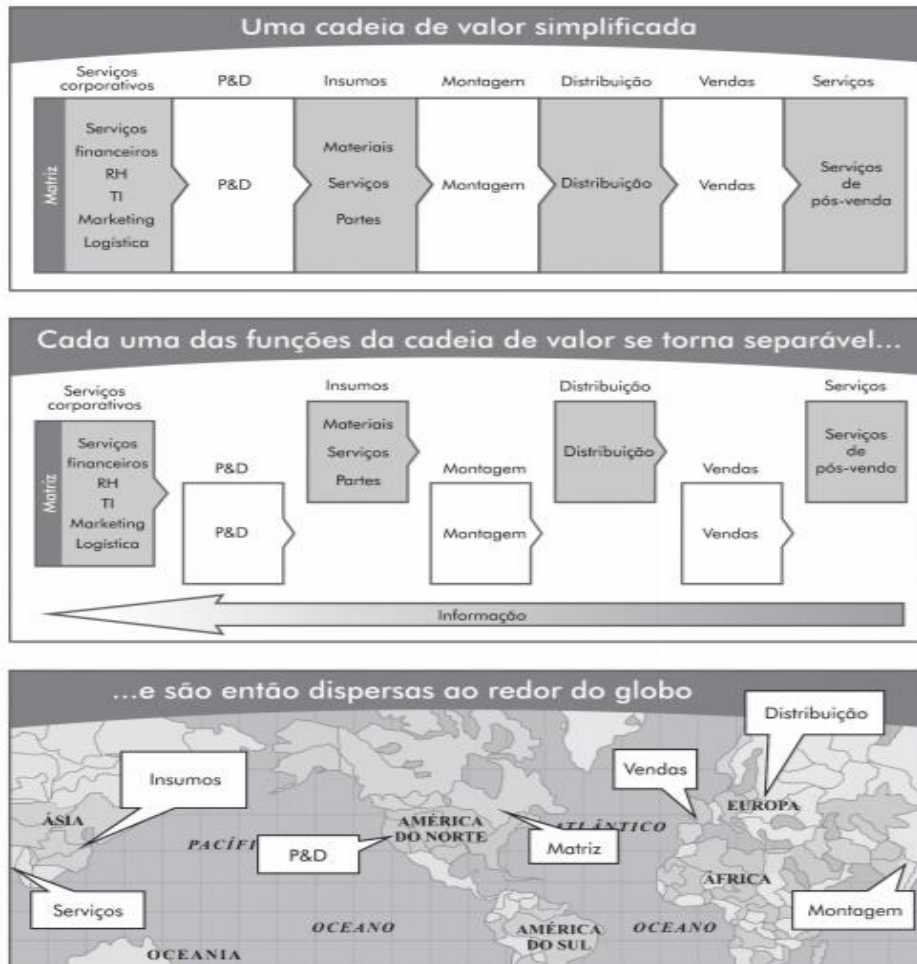 Uma cadeia de valor simplificada
Serviços
corporativos
P&D
Insumos
Montagem
Distribuição
Vendas
Serviços
Matriz
Serviços
financeiros
RH
TI
Marketing
Logística
P&D
Materiais
Serviços
Partes
Montagem
Distribuição
Vendas
Serviços
de
pós-venda
Cada uma das funções da cadeia de valor se torna separável...
Serviços
corporativos
Matriz
Serviços
financeiros
RH
TI
Marketing
Logística
P&D
P&D
Insumos
Materiais
Serviços
Partes
Montagem
Montagem
Distribuição
Distribuição
Vendas
Vendas
Serviços
Serviços
de
pós-venda
Informação
...e são então dispersas ao redor do globo
Distribuição
Insumos
Vendas
ÁSIA
EUROPA
AMÉRICA
DO NORTE
ATLÂNTICO
PACÍFI
P&D
Matriz
ÁFRICA
Serviços
Montagem
OCEANO
AMÉRICA
DO SUL
OCEANO
OCEANIA